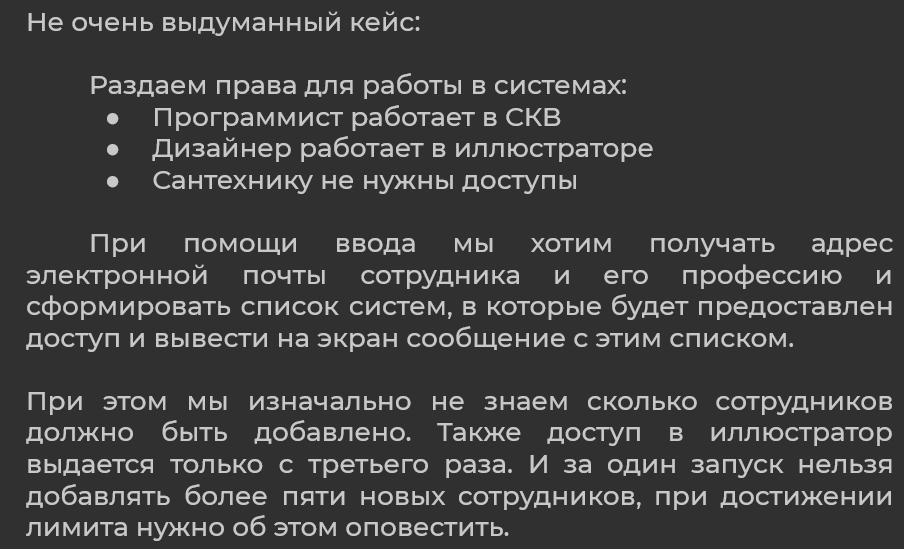 Не очень выдуманный кейс:
Раздаем права для работы в системах:
● Программист работает в СКВ
● Дизайнер работает в иллюстраторе
● Сантехнику не нужны доступы
При помощи ввода мы хотим получать адрес
электронной почты сотрудника и его профессию и
сформировать список систем, в которые будет предоставлен
доступ и вывести на экран сообщение с этим списком.
При этом мы изначально не знаем сколько сотрудников
должно быть добавлено. Также доступ в иллюстратор
выдается только с третьего раза. И за один запуск нельзя
добавлять более пяти новых сотрудников, при достижении
лимита нужно об этом оповестить.